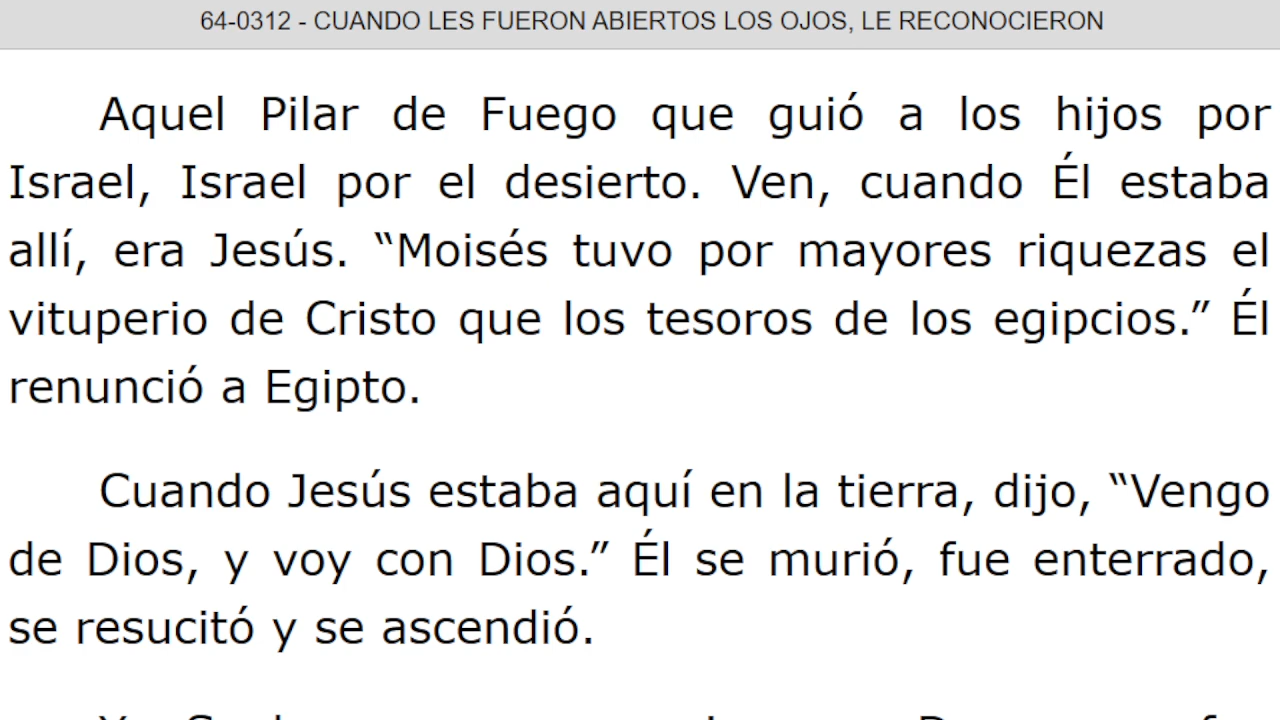 64-0312 - CUANDO LES FUERON ABIERTOS LOS OJOS, LE RECONOCIERON
Aquel Pilar de Fuego que guió a los hijos por
Israel, Israel por el desierto. Ven, cuando Él estaba
allí, era Jesús. “Moisés tuvo por mayores riquezas el
vituperio de Cristo que los tesoros de los egipcios.” Él
renunció a Egipto.
Cuando Jesús estaba aquí en la tierra, dijo, “Vengo
de Dios, y voy con Dios.” Él se murió, fue enterrado,
se resucitó y se ascendió.